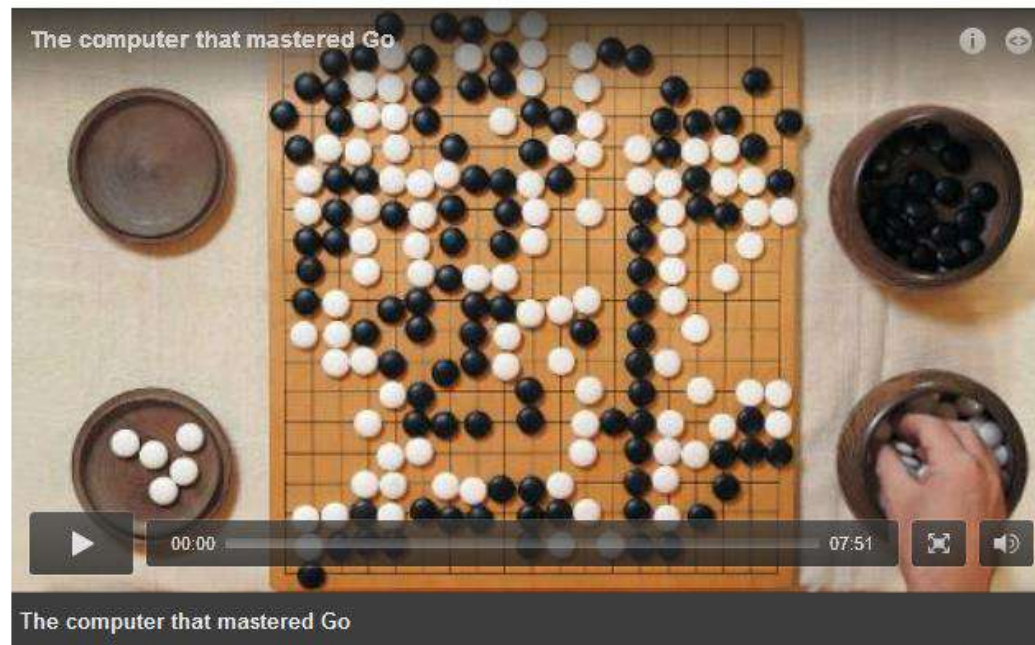 The computer that mastered Go
00:00
07:51
The computer that mastered Go